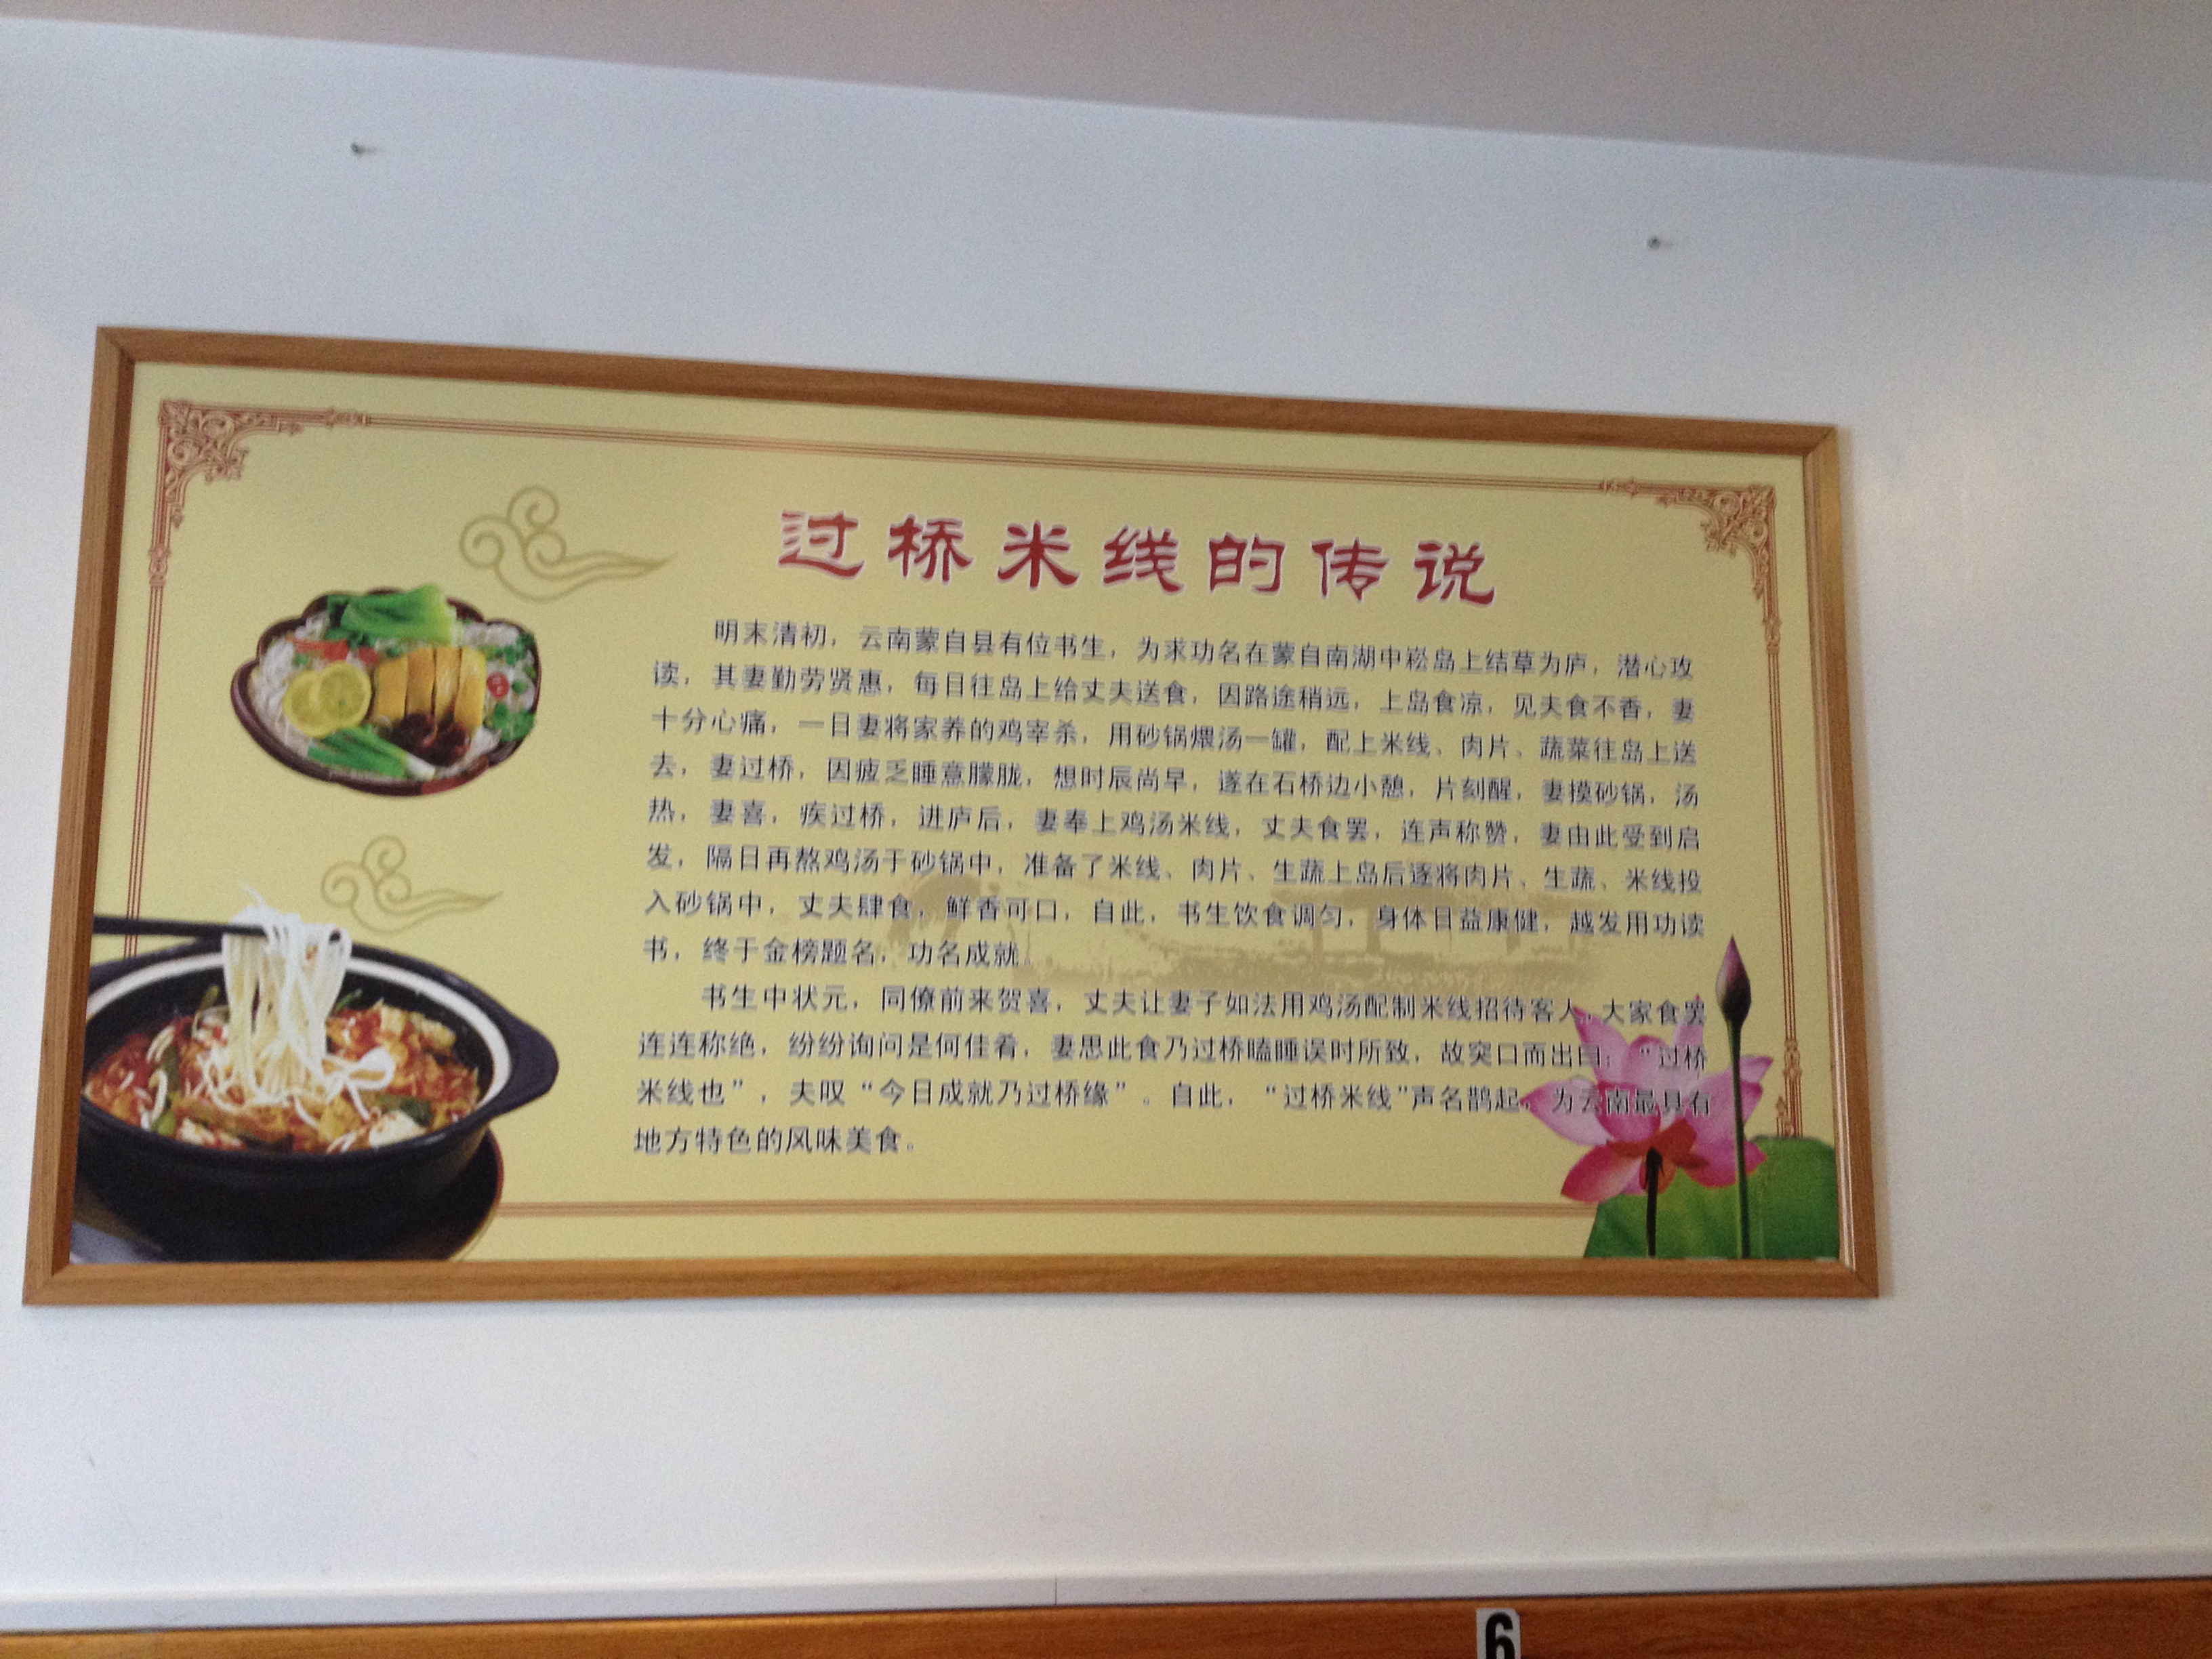 过桥米线的传说
明末清初，云南蒙自县有位书生，为求功名在蒙自南湖中崧岛上结草为庐，潜心攻
读，其妻勤劳贤惠，每日往岛上给丈夫送食，因路途稍远，上岛食凉，见夫食不香，妻
十分心痛，一日妻将家养的鸡宰杀，用砂锅煨汤一罐，配上米线、肉片、蔬菜往岛上送
去，妻过桥，因疲乏睡意朦胧，想时辰尚早，遂在石桥边小憩，片刻醒，妻摸砂锅，汤
热，妻喜，疾过桥，进庐后，妻奉上鸡汤米线，丈夫食罢，连声称赞，妻由此受到启
发，隔日再熬鸡汤于砂锅中，准备了米线、肉片、生蔬上岛后逐将肉片、生蔬、米线投
入砂锅中，丈夫肆食，鲜香可口，自此，书生饮食调匀，身体日益康健，越发用功读
书，终于金榜题名，功名成就。
书生中状元，同僚前来贺喜，丈夫让妻子如法用鸡汤配制米线招待客人，大家食罢
连连称绝，纷纷询问是何佳肴，妻思此食乃过桥瞌睡误时所致，故突口而出曰：“过桥
米线也”，夫叹“今日成就乃过桥缘”。自此，“过桥米线”声名鹊起，为云南最具有
地方特色的风味美食。
6